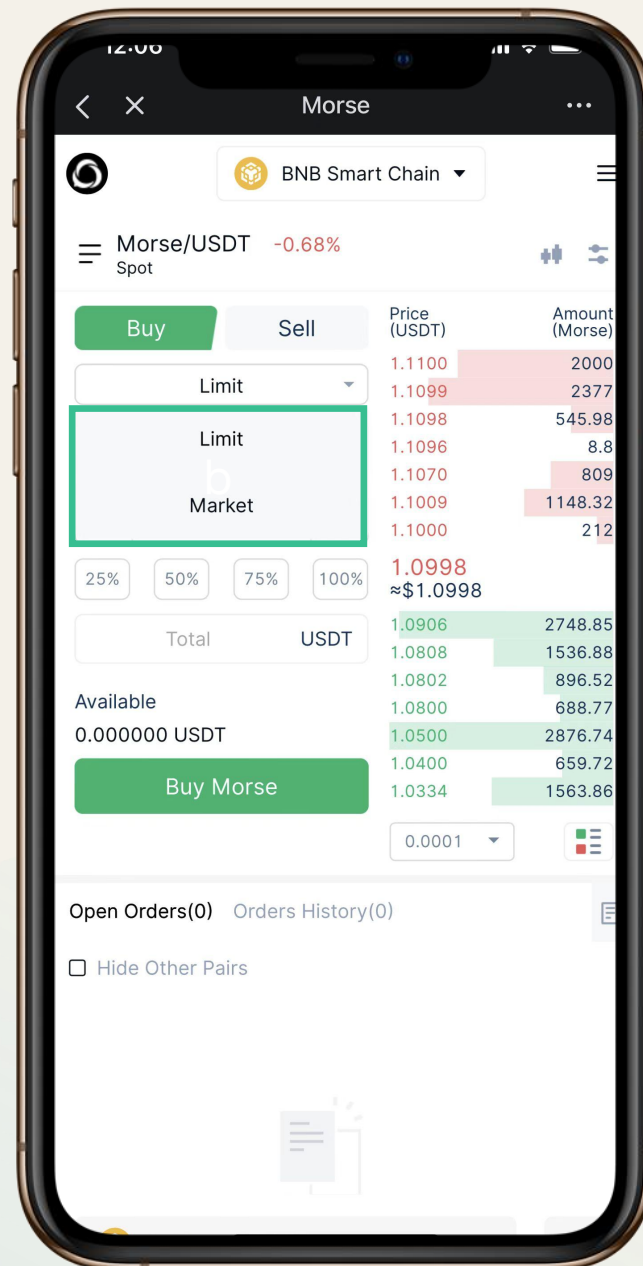 12:06
Morse
BNB Smart Chain
Morse/USDT -0.68%
Spot
Buy Sell
Limit
Limit
b
Market
25% 50% 75% 100%
Total USDT
Available
0.000000 USDT
Buy Morse
Price Amount
(USDT) (Morse)
1.1100 2000
1.1099 2377
1.1098 545.98
1.1096 8.8
1.1070 809
1.1009 1148.32
1.1000 212
1.0998
≈$1.0998
1.0906 2748.85
1.0808 1536.88
1.0802 896.52
1.0800 688.77
1.0500 2876.74
1.0400 659.72
1.0334 1563.86
0.0001
Open Orders(0) Orders History(0)
Hide Other Pairs